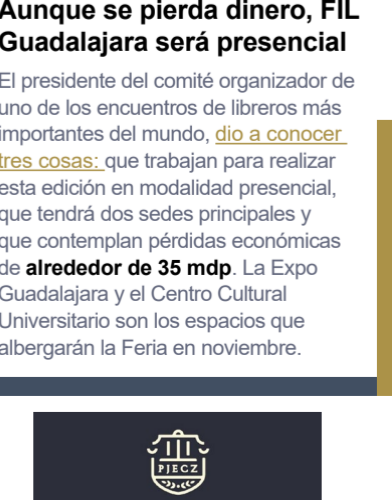 Aunque se pierda dinero, FIL
Guadalajara será presencial
El presidente del comité organizador de
uno de los encuentros de libreros más
importantes del mundo, dio a conocer
tres cosas: que trabajan para realizar
esta edición en modalidad presencial,
que tendrá dos sedes principales y
que contemplan pérdidas económicas
de alrededor de 35 mdp. La Expo
Guadalajara y el Centro Cultural
Universitario son los espacios que
albergarán la Feria en noviembre.
PJECZ